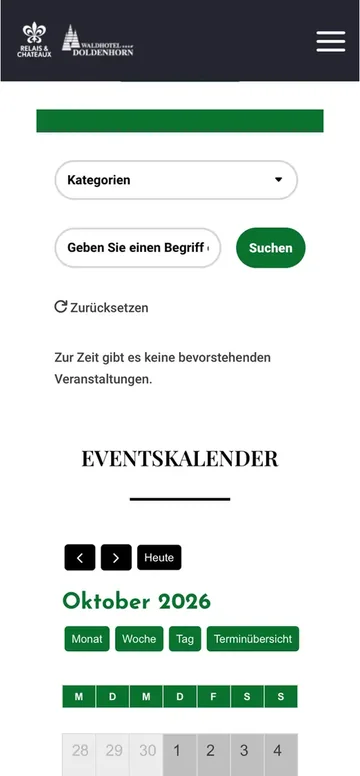 RELAIS &
CHATEAUX
WALDHOTEL
DOLDENHORN
Kategorien
Geben Sie einen Begriff
Suchen
Zurücksetzen
Zur Zeit gibt es keine bevorstehenden
Veranstaltungen.
EVENTSKALENDER
Heute
Oktober 2026
Monat Woche Tag Terminübersicht
M D M D F S S
28 29 30 1 2 3 4